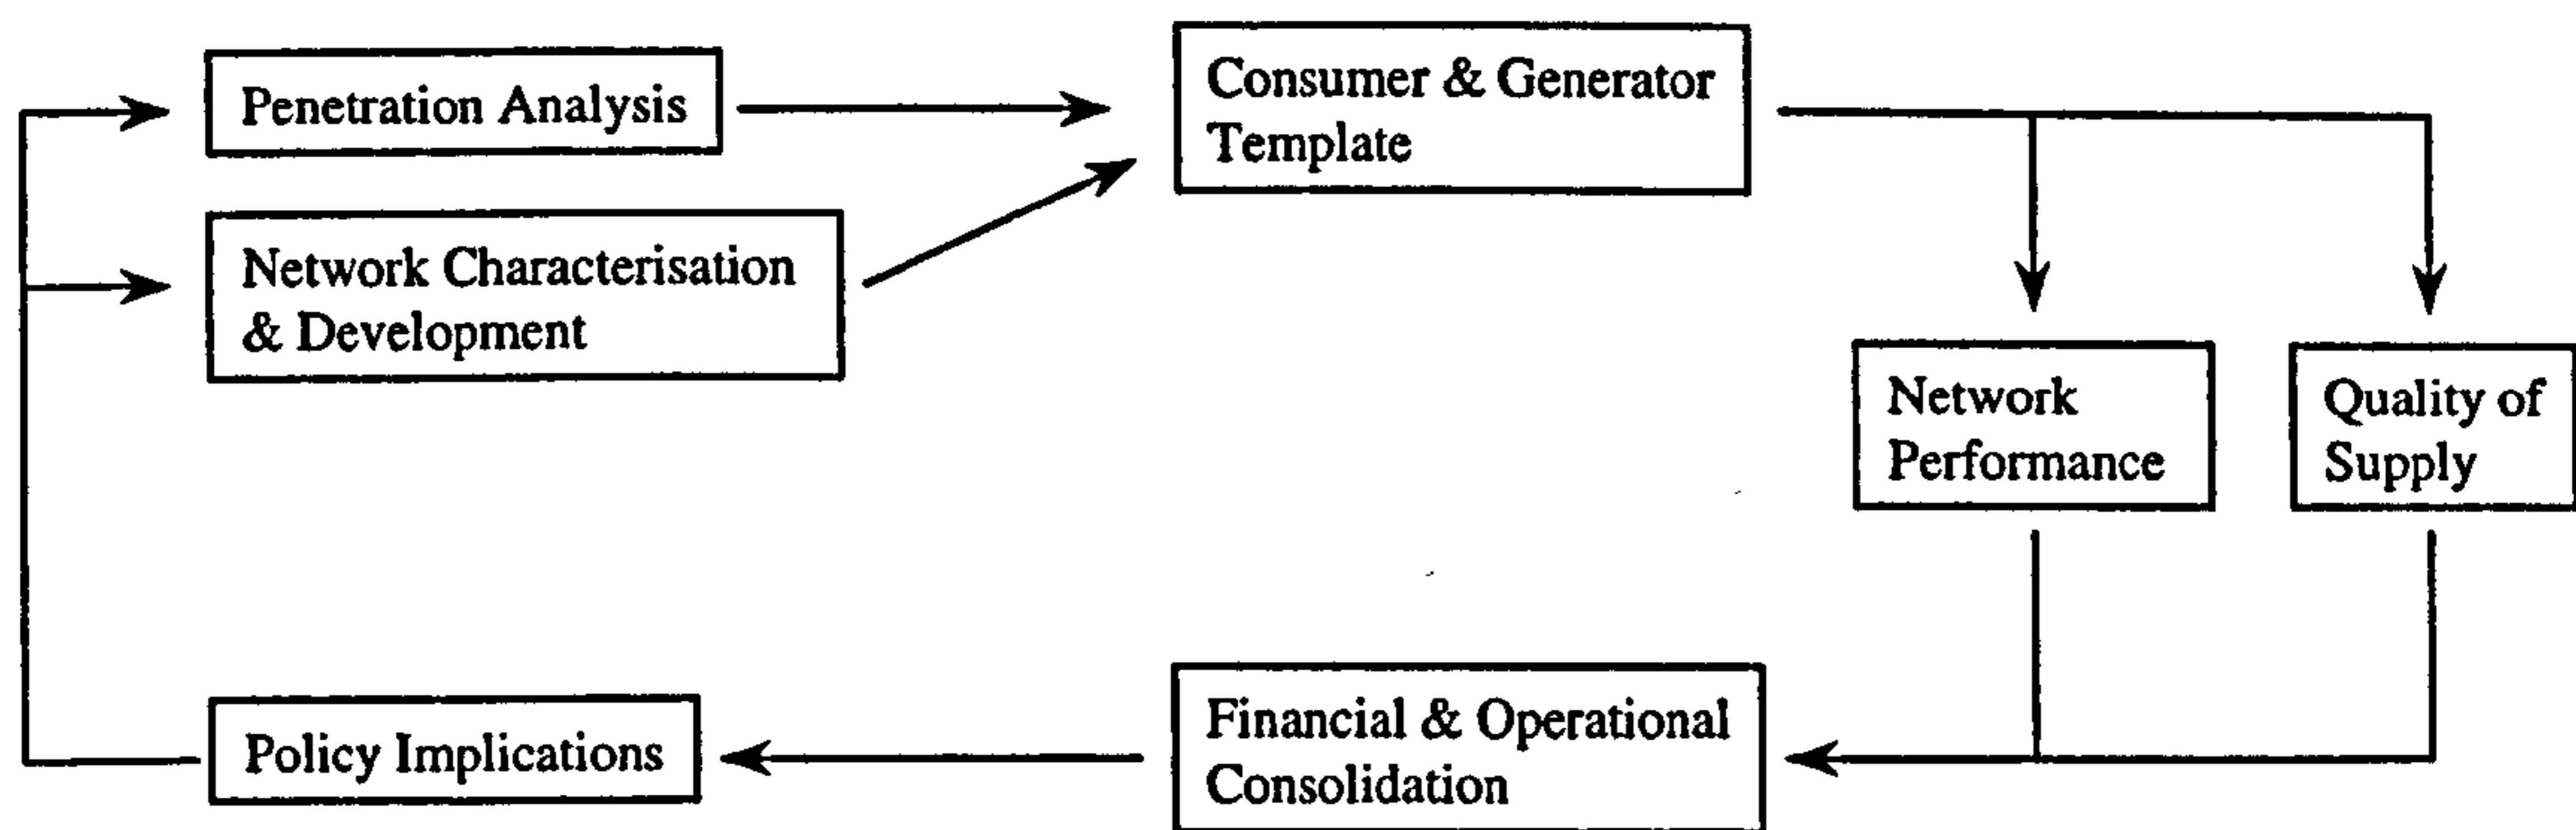 Penetration Analysis
Consumer & Generator
Template
Network Characterisation
& Development
Network
Performance
Quality of
Supply
Financial & Operational
Consolidation
Policy Implications